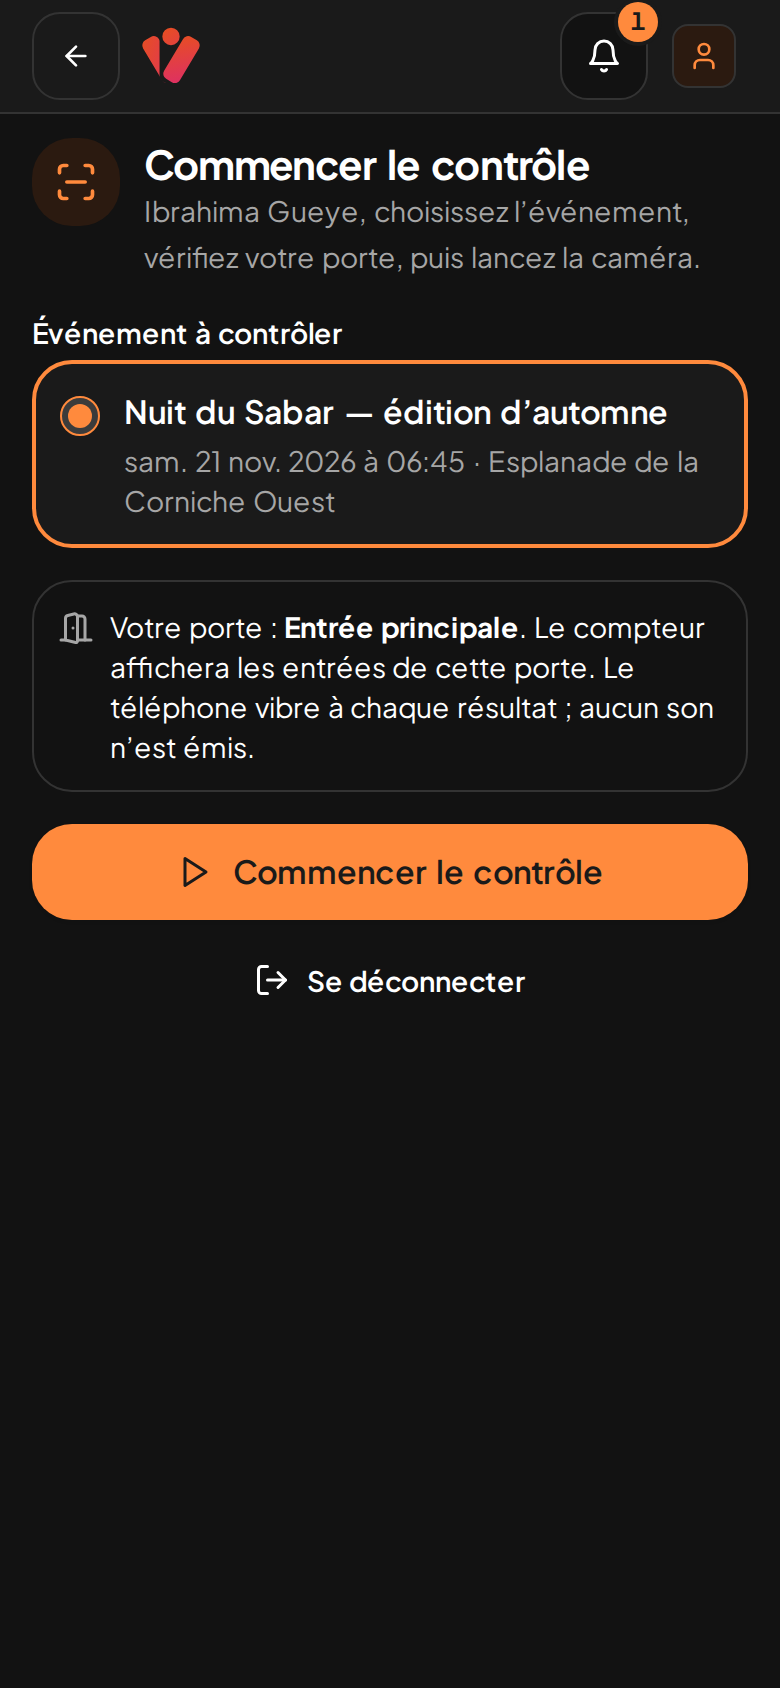 1
Commencer le contrôle
Ibrahima Gueye, choisissez l’événement,
vérifiez votre porte, puis lancez la caméra.
Événement à contrôler
Nuit du Sabar — édition d’automne
sam. 21 nov. 2026 à 06:45 · Esplanade de la
Corniche Ouest
Votre porte : Entrée principale. Le compteur
affichera les entrées de cette porte. Le
téléphone vibre à chaque résultat ; aucun son
n’est émis.
Commencer le contrôle
Se déconnecter